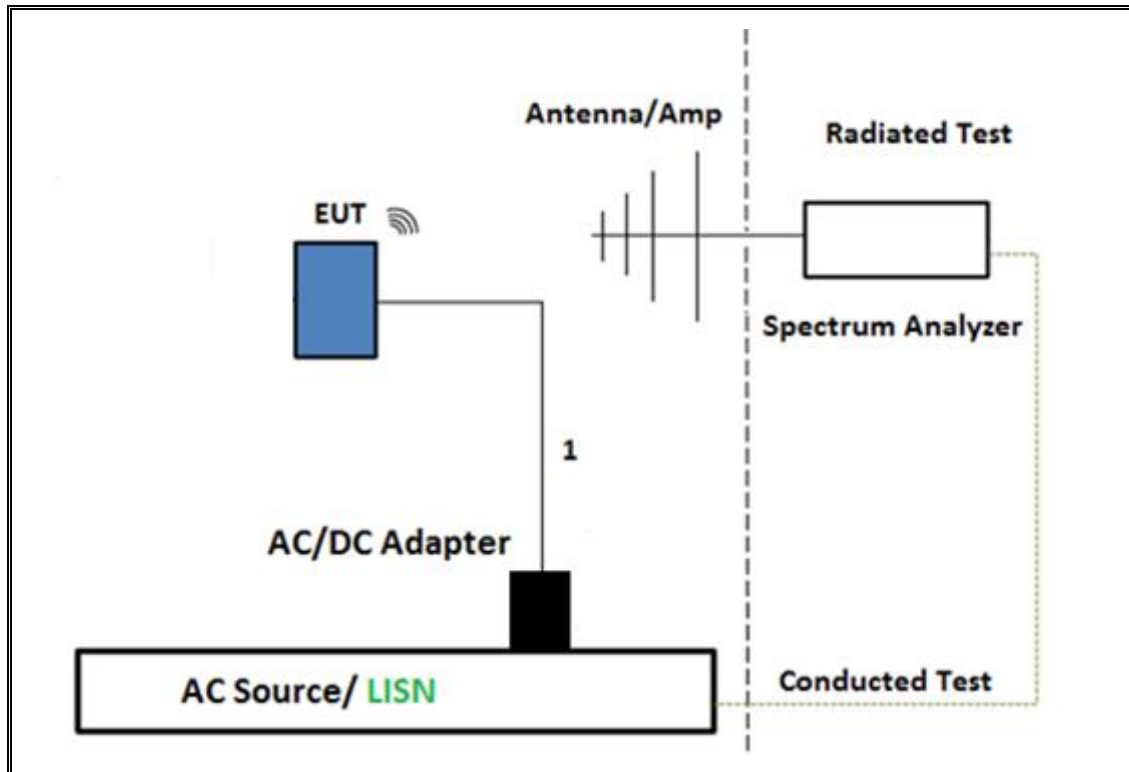 Antenna/Amp
Radiated Test
EUT
Spectrum Analyzer
1
AC/DC Adapter
AC Source/ LISN
Conducted Test